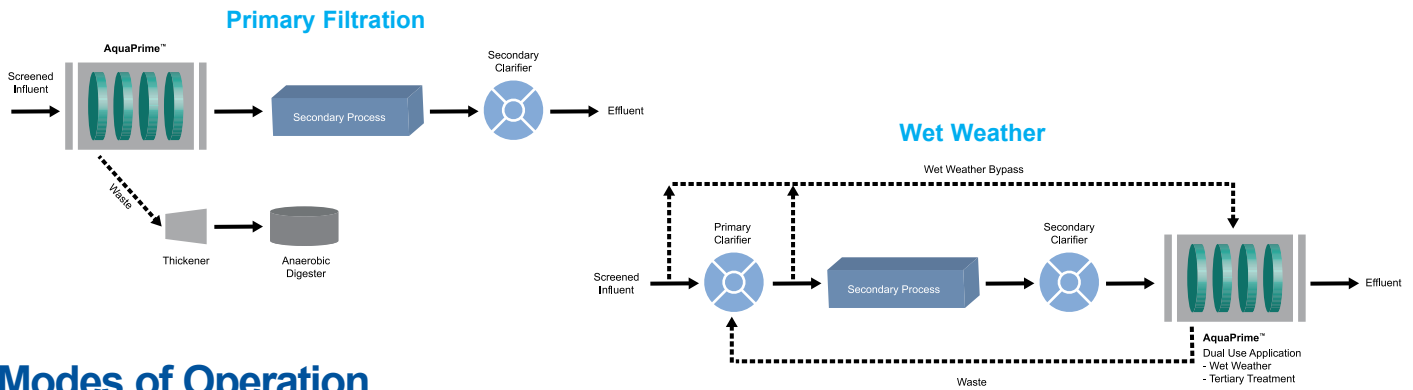 Primary Filtration
AquaPrime™
Screened
Influent
Secondary Process
Secondary
Clarifier
Effluent
Waste
Thickener
Anaerobic
Digester
Wet Weather
Wet Weather Bypass
Screened
Influent
Primary
Clarifier
Secondary Process
Secondary
Clarifier
Effluent
AquaPrime™
Dual Use Application
- Wet Weather
- Tertiary Treatment
Waste
Modes of Operation